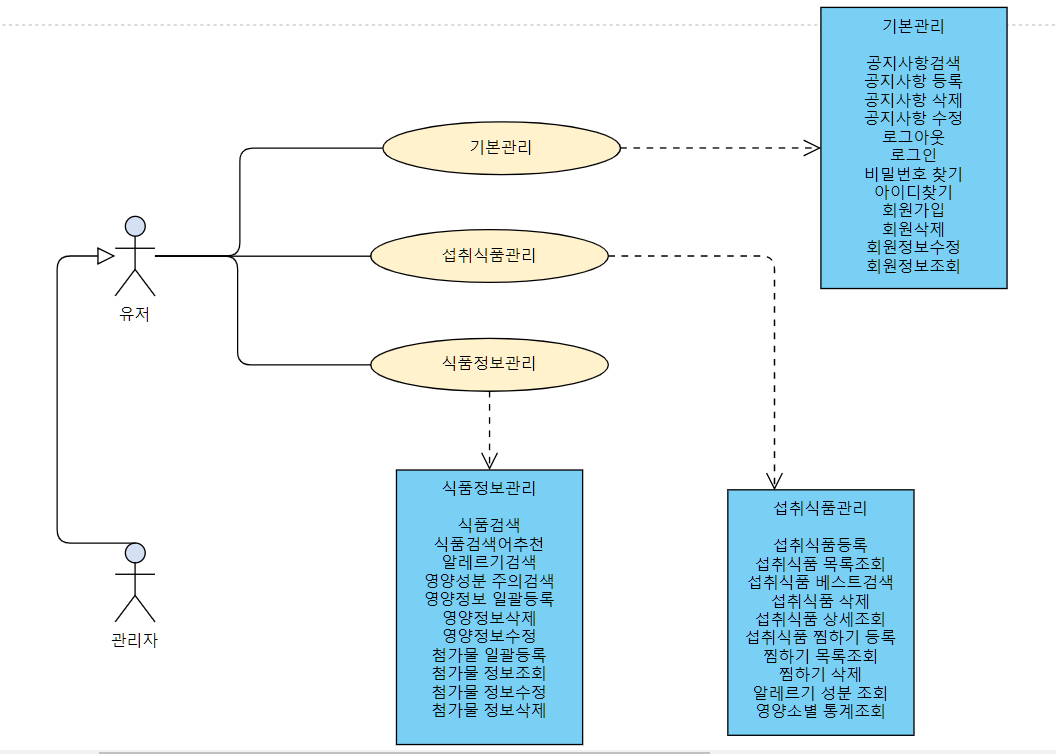 기본관리
공지사항검색
공지사항 등록
공지사항 삭제
공지사항 수정
로그아웃
로그인
비밀번호 찾기
아이디찾기
회원가입
회원삭제
회원정보수정
회원정보조회
기본관리
섭취식품관리
유저
식품정보관리
식품정보관리
식품검색
식품검색어추천
알레르기검색
영양성분 주의검색
영양정보 일괄등록
영양정보삭제
영양정보수정
첨가물 일괄등록
첨가물 정보조회
첨가물 정보수정
첨가물 정보삭제
섭취식품관리
섭취식품등록
섭취식품 목록조회
섭취식품 베스트검색
섭취식품 삭제
섭취식품 상세조회
섭취식품 찜하기 등록
찜하기 목록조회
찜하기 삭제
알레르기 성분 조회
영양소별 통계조회
관리자